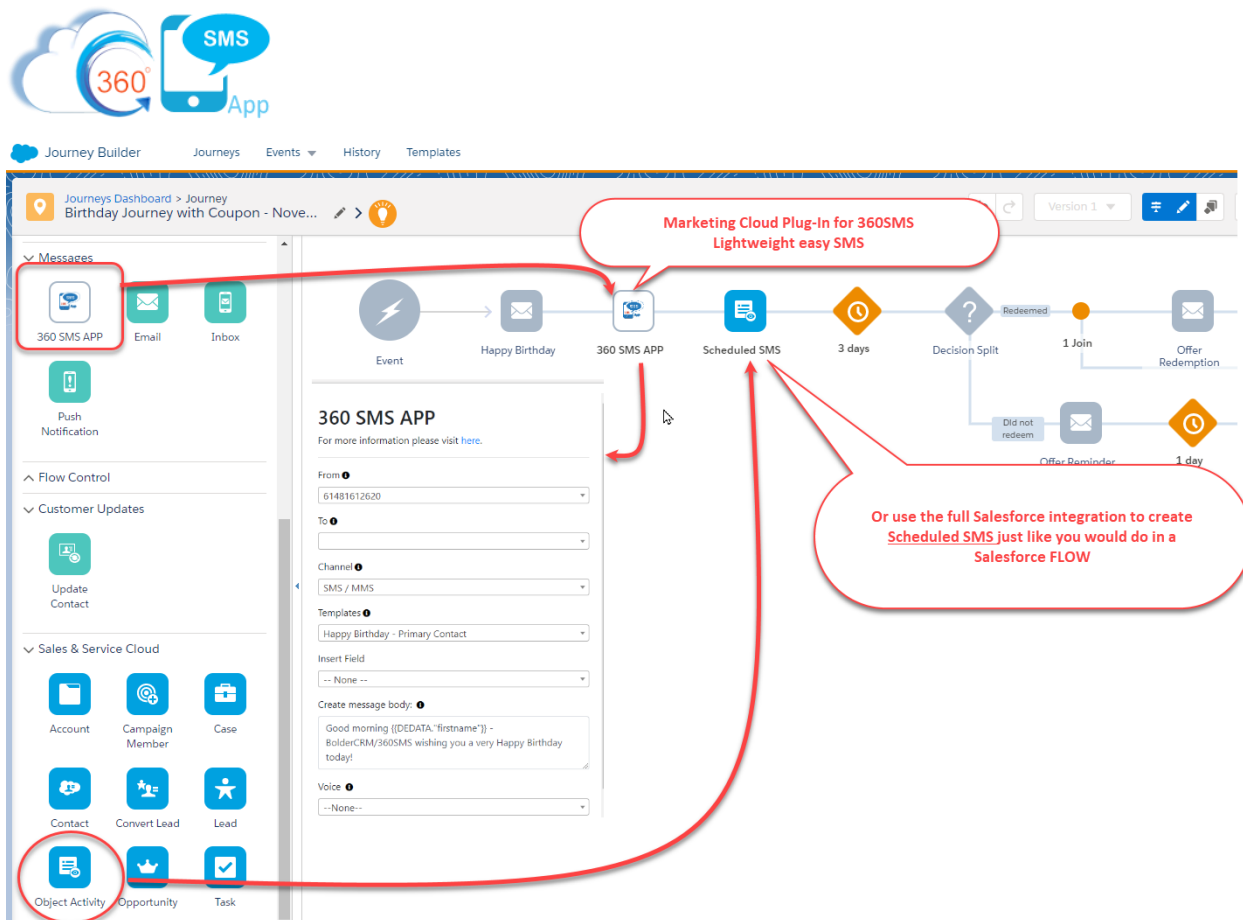 SMS
360°
App
Journey Builder
Journeys
Events
History
Templates
Journeys Dashboard > Journey
Birthday Journey with Coupon - Nove...
Version 1
Marketing Cloud Plug-In for 360SMS
Lightweight easy SMS
Messages
360 SMS APP
Email
Inbox
Push
Notification
Flow Control
Customer Updates
Update
Contact
Sales & Service Cloud
Account
Campaign
Member
Case
Contact
Convert Lead
Lead
Object Activity
Opportunity
Task
Event
Happy Birthday
360 SMS APP
Scheduled SMS
3 days
Decision Split
Redeemed
1 Join
Offer
Redemption
DId not
redeem
Offer Reminder
1 day
360 SMS APP
For more information please visit here.
From
61481612620
To
Channel
SMS / MMS
Templates
Happy Birthday - Primary Contact
Insert Field
-- None --
Create message body:
Good morning {{DEDATA."firstname"}} -
BolderCRM/360SMS wishing you a very Happy Birthday
today!
Voice
--None--
Or use the full Salesforce integration to create
Scheduled SMS just like you would do in a
Salesforce FLOW